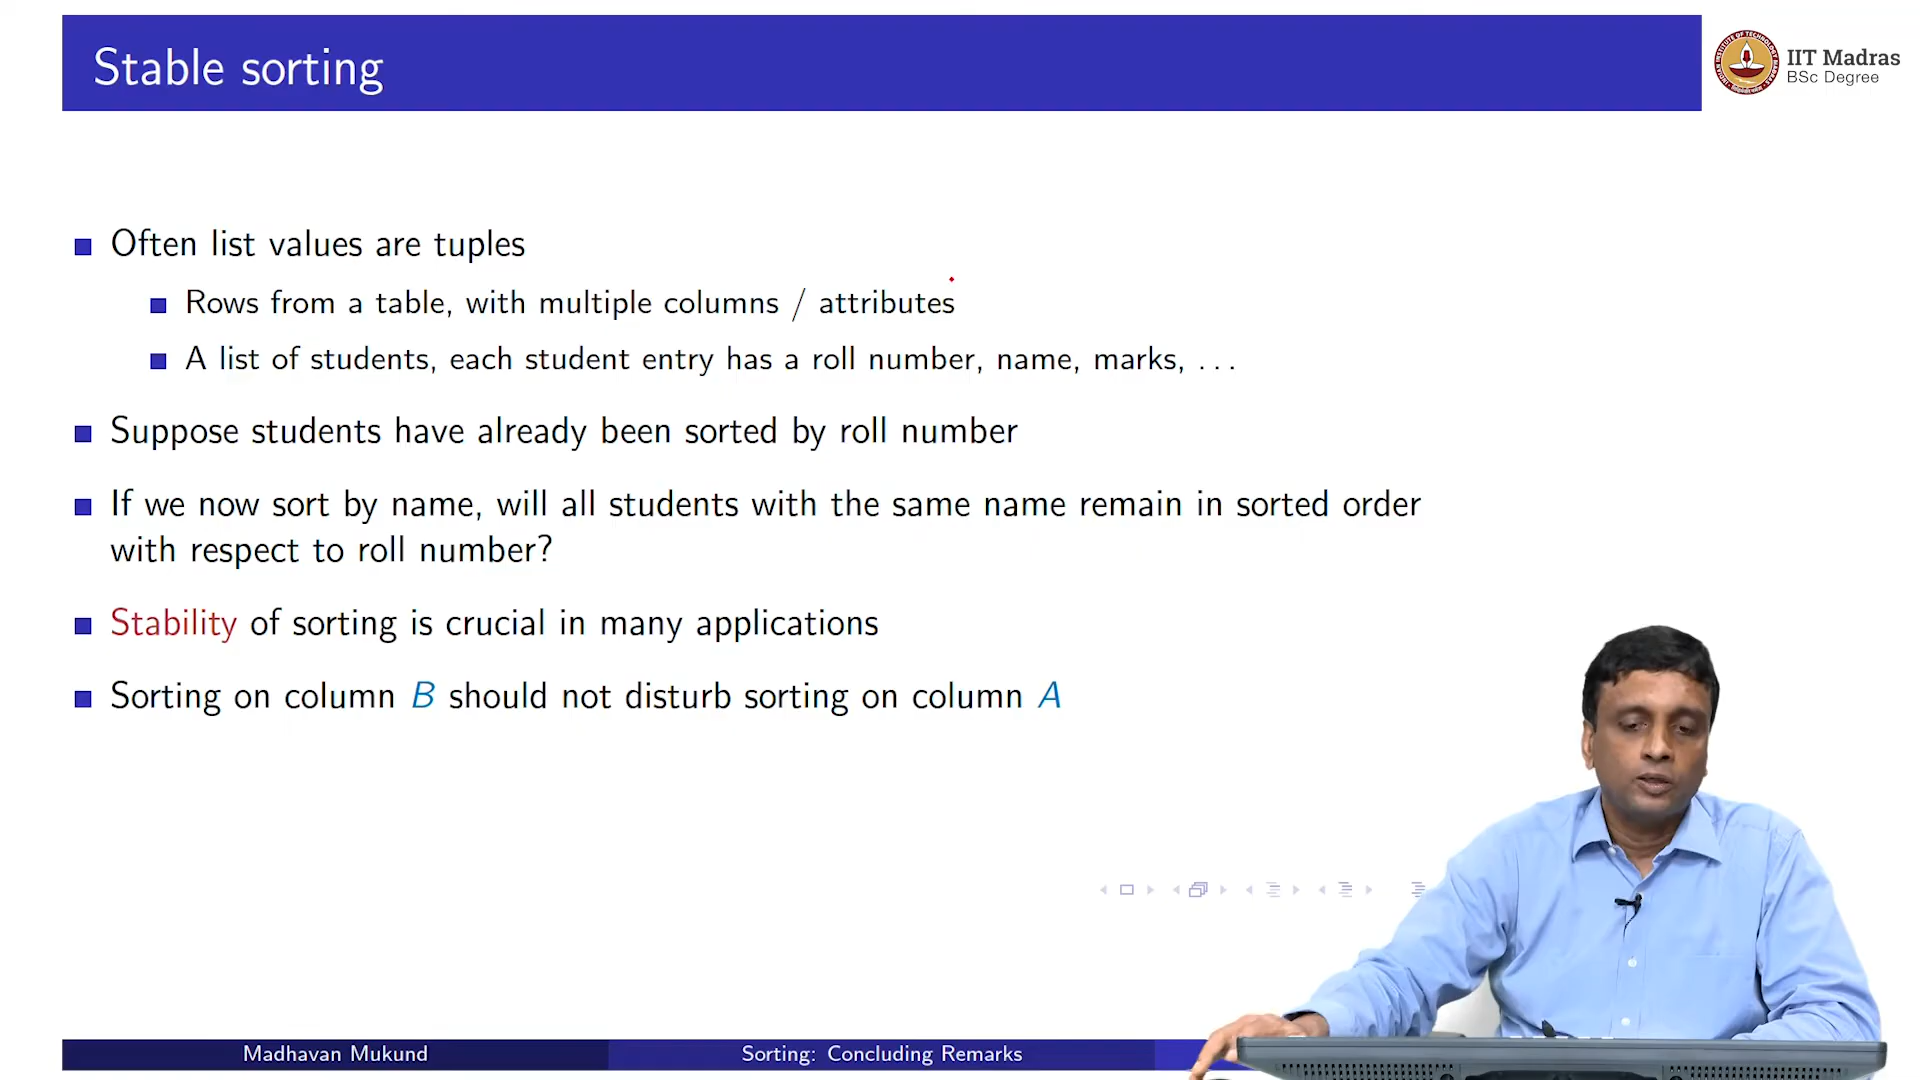 Stable sorting
IIT Madras
BSc Degree
Often list values are tuples
Rows from a table, with multiple columns / attributes
A list of students, each student entry has a roll number, name, marks, . . .
Suppose students have already been sorted by roll number
If we now sort by name, will all students with the same name remain in sorted order
with respect to roll number?
Stability of sorting is crucial in many applications
Sorting on column B should not disturb sorting on column A
Madhavan Mukund
Sorting: Concluding Remarks